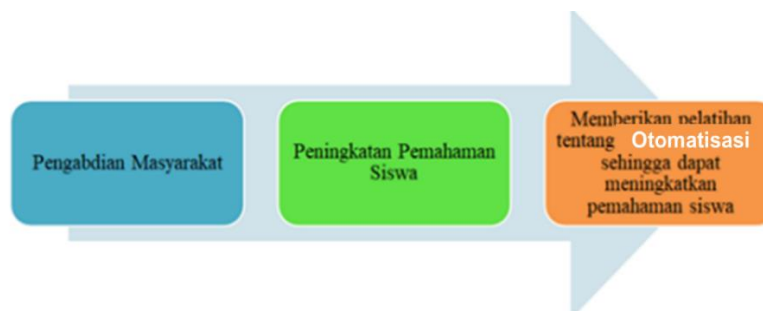 Pengabdian Masyarakat
Peningkatan Pemahaman
Siswa
Memberikan pelatihan
tentang Otomatisasi
sehingga dapat
meningkatkan
pemahaman siswa